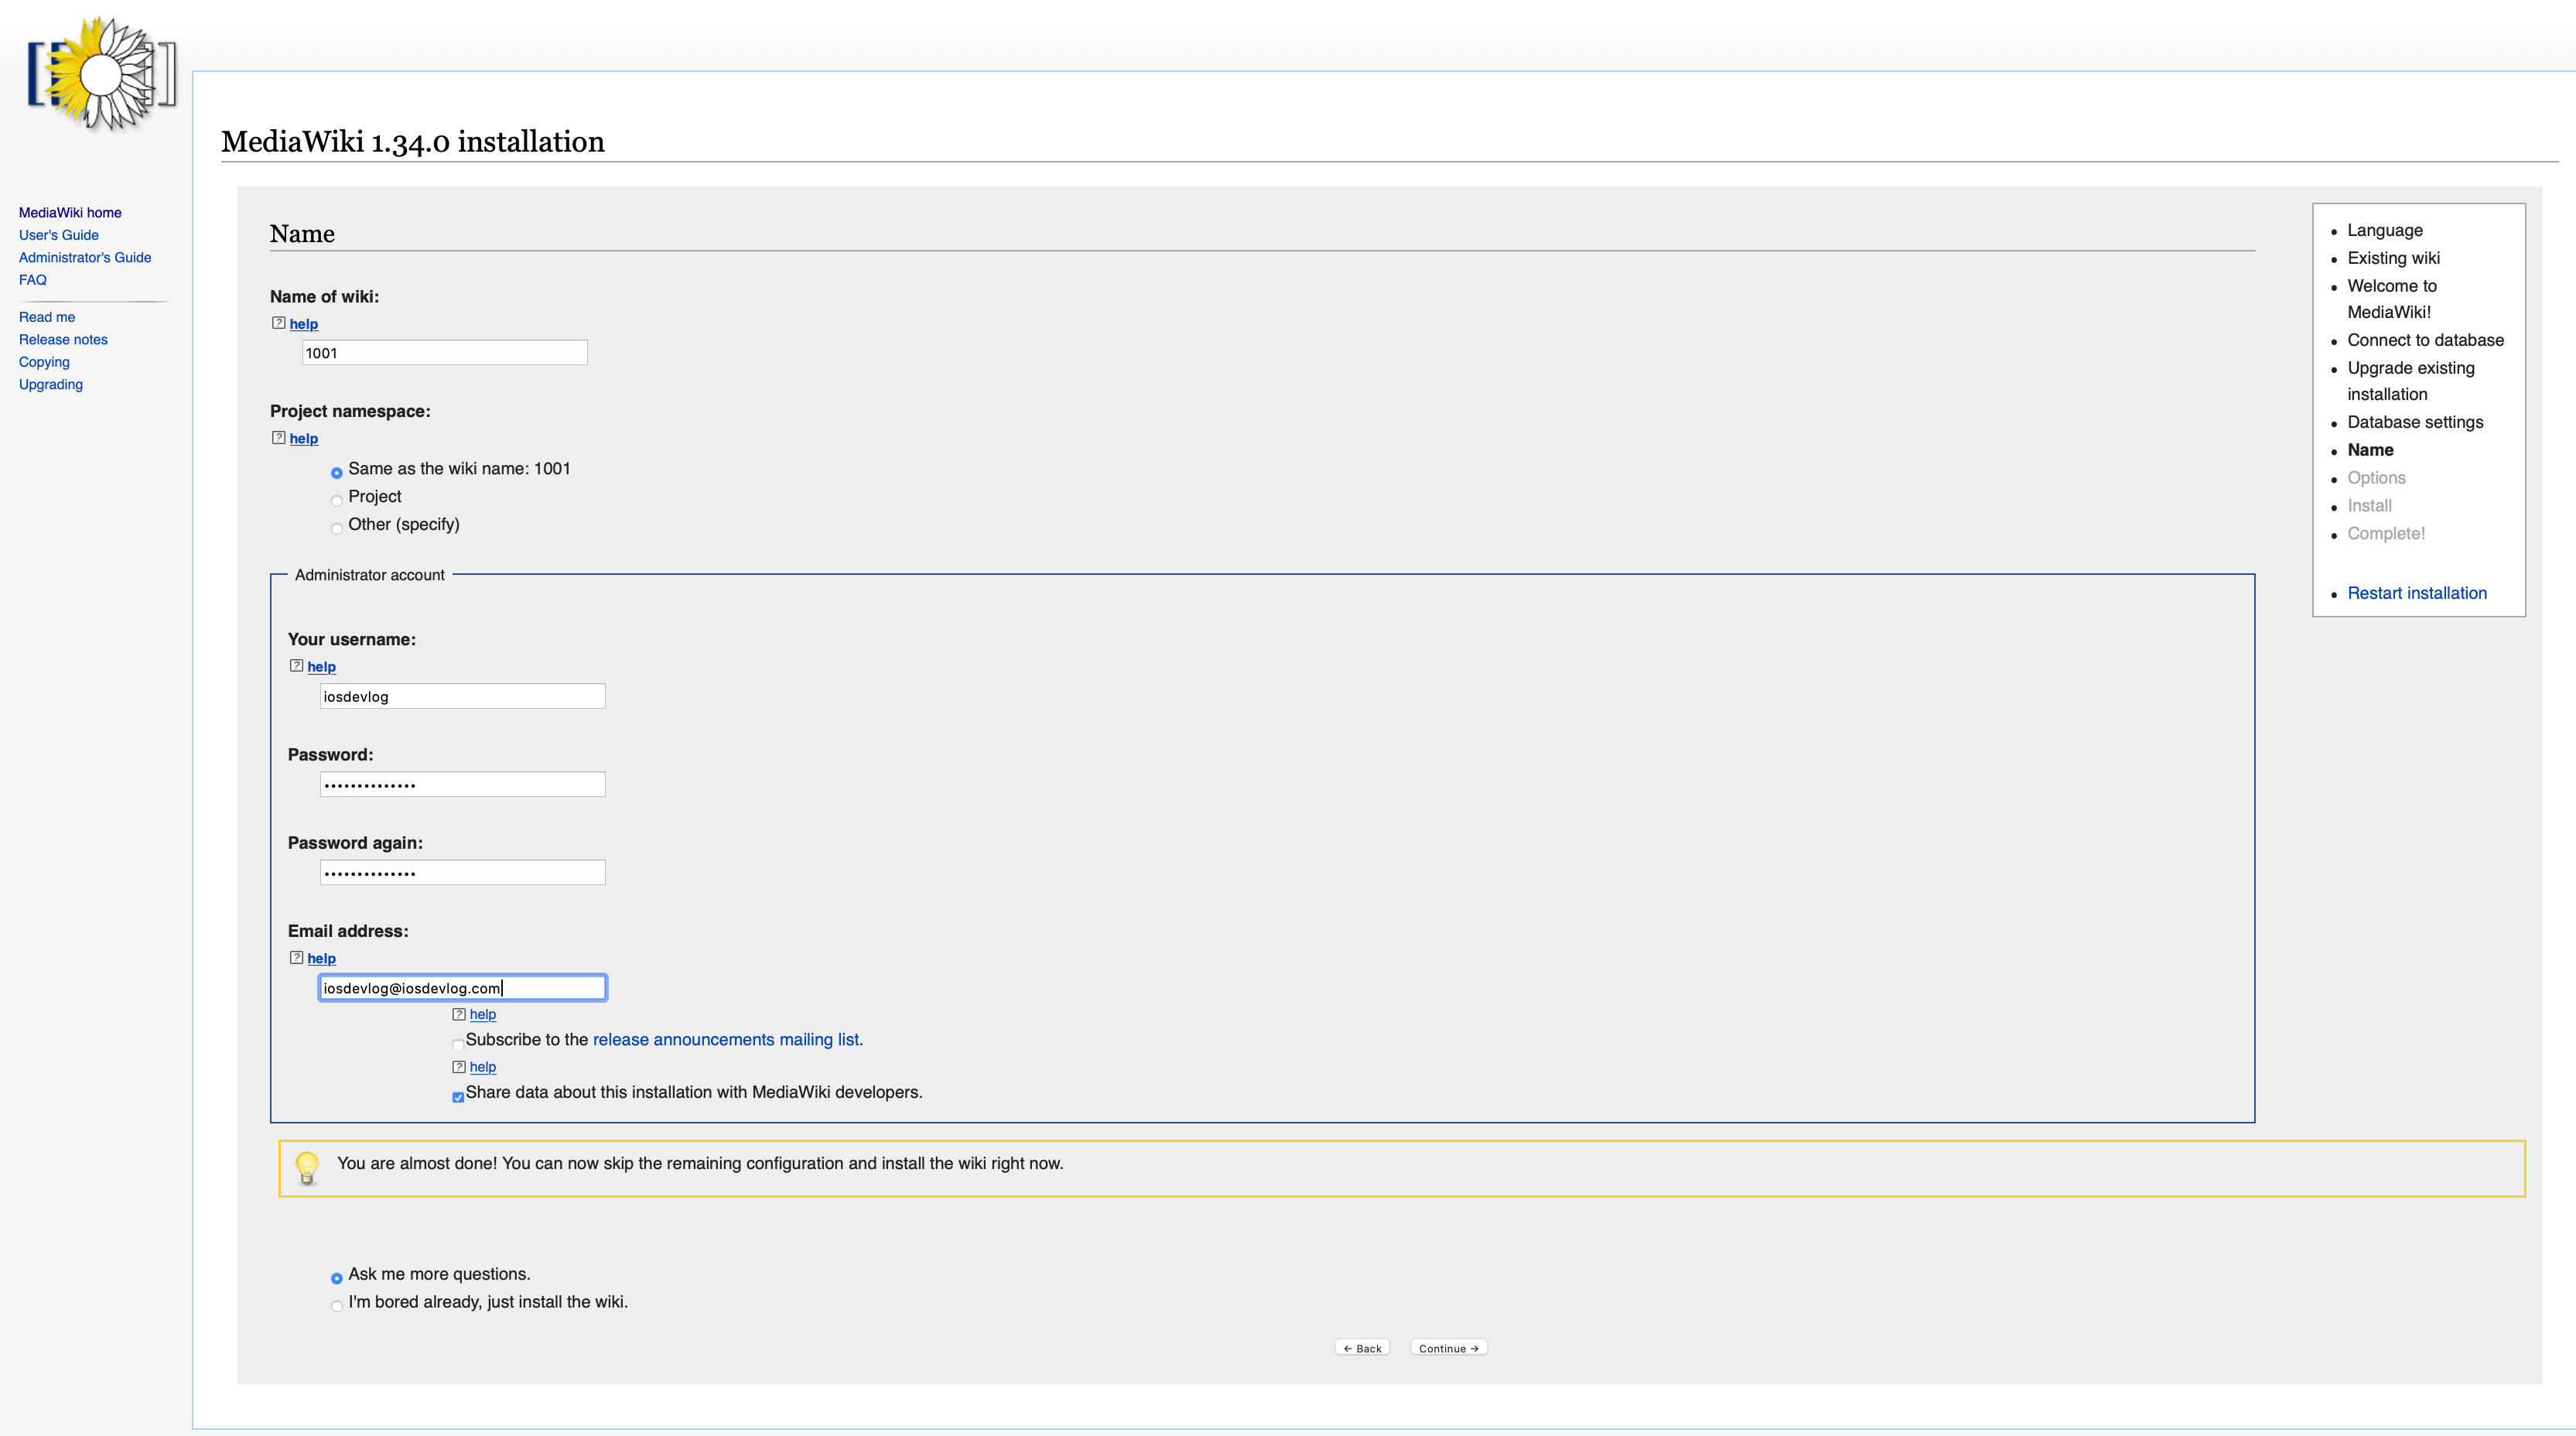 MediaWiki home
User's Guide
Administrator's Guide
FAQ
Read me
Release notes
Copying
Upgrading
MediaWiki 1.34.0 installation
Name
Name of wiki:
help
1001
Project namespace:
help
Same as the wiki name: 1001
Project
Other (specify)
Administrator account
Your username:
help
iosdevlog
Password:
••••••••••••••
Password again:
••••••••••••••
Email address:
help
iosdevlog@iosdevlog.com
help
Subscribe to the release announcements mailing list.
help
Share data about this installation with MediaWiki developers.
You are almost done! You can now skip the remaining configuration and install the wiki right now.
Ask me more questions.
I'm bored already, just install the wiki.
← Back
Continue →
Language
Existing wiki
Welcome to
MediaWiki!
Connect to database
Upgrade existing
installation
Database settings
Name
Options
Install
Complete!
Restart installation